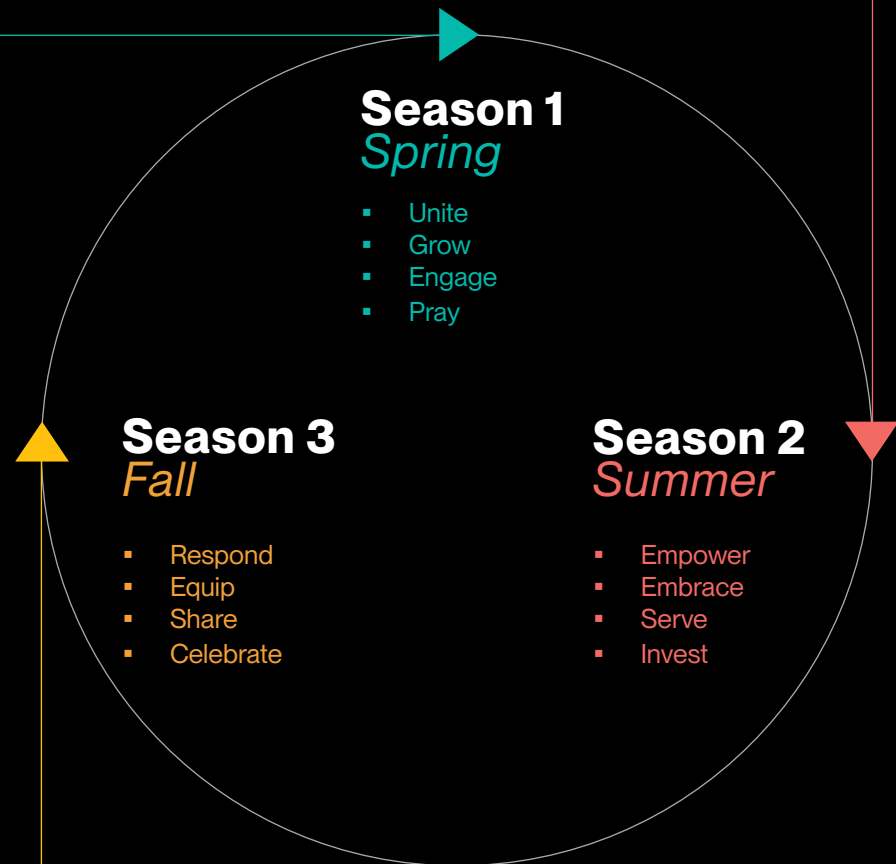 Season 1
Spring
▪ Unite
▪ Grow
▪ Engage
▪ Pray
Season 3
Fall
▪ Respond
▪ Equip
▪ Share
▪ Celebrate
Season 2
Summer
▪ Empower
▪ Embrace
▪ Serve
▪ Invest